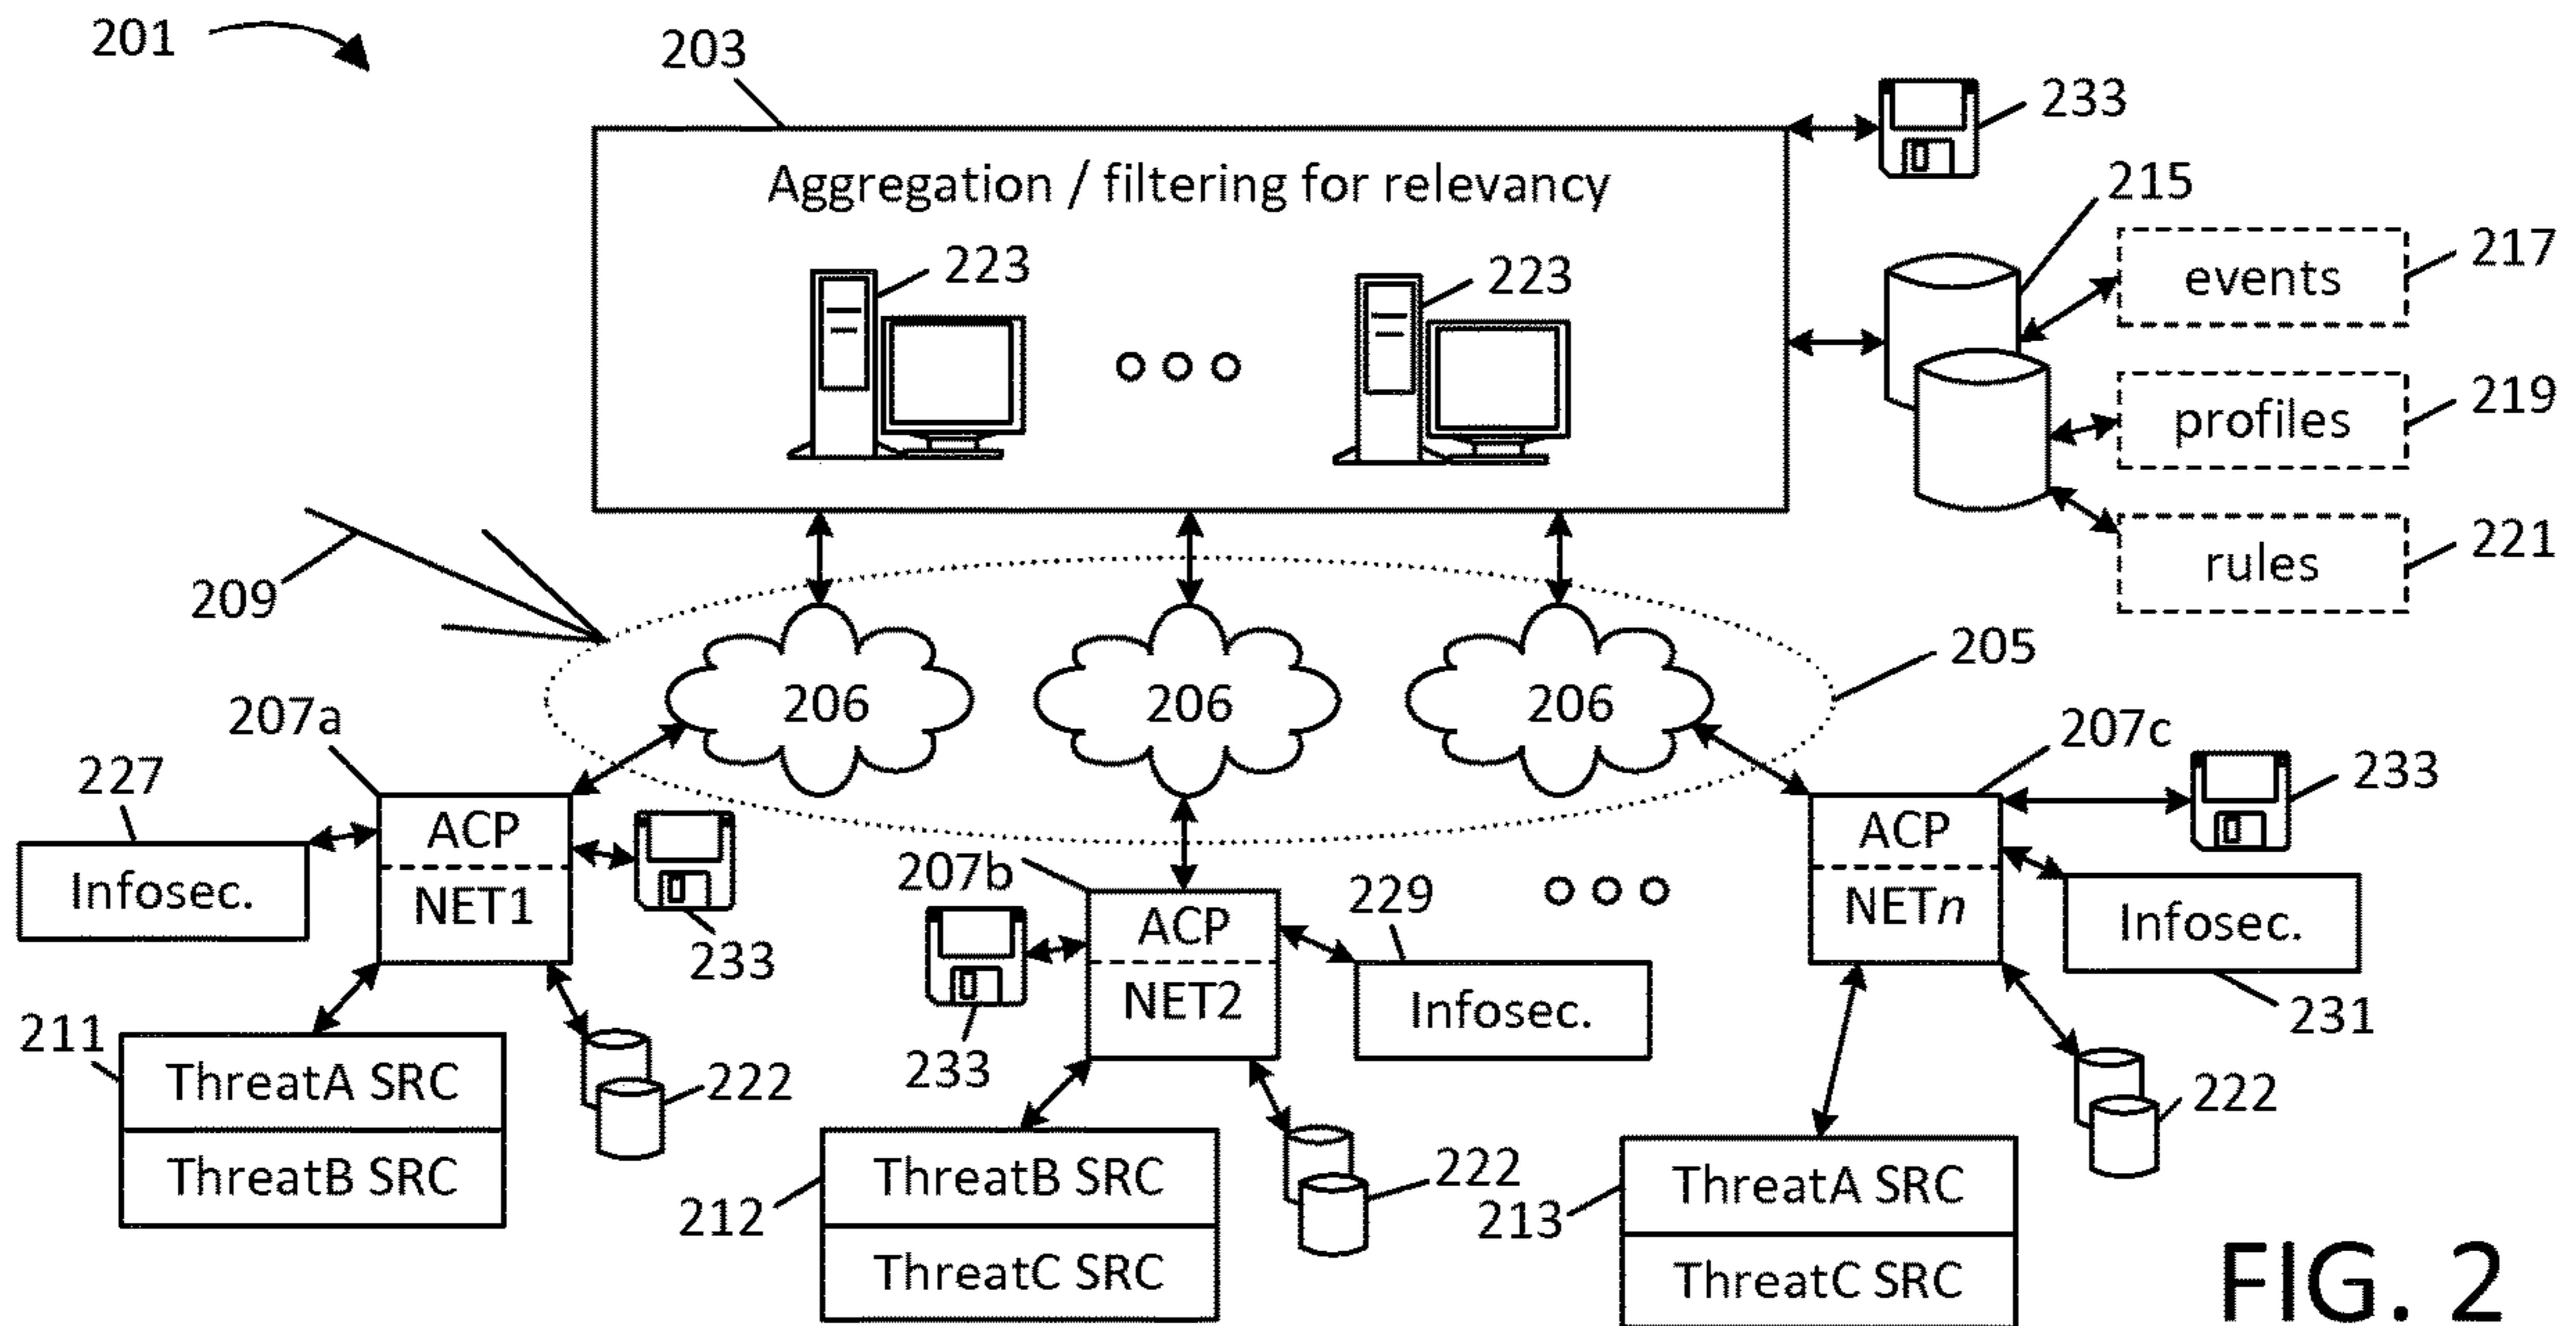 201
203
233
Aggregation / filtering for relevancy
215
217
events
223
223
219
profiles
209
221
rules
205
206
206
206
207a
207c
227
233
ACP
ACP
207b
229
Infosec.
NET1
NETn
Infosec.
ACP
233
NET2
Infosec.
231
211
233
ThreatA SRC
222
222
ThreatB SRC
ThreatB SRC
222
ThreatA SRC
212
213
ThreatC SRC
ThreatC SRC
FIG. 2